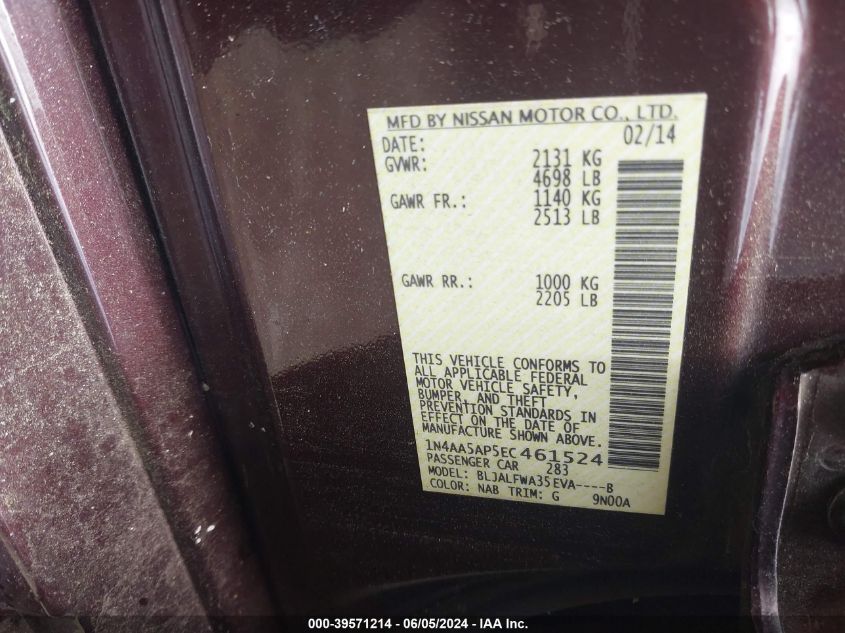 MFD BY NISSAN MOTOR CO., LTD.
DATE: 02/14
GVWR: 2131 KG
4698 LB
GAWR FR.: 1140 KG
2513 LB
GAWR RR.: 1000 KG
2205 LB
THIS VEHICLE CONFORMS TO
ALL APPLICABLE FEDERAL
MOTOR VEHICLE SAFETY,
BUMPER, AND THEFT
PREVENTION STANDARDS IN
EFFECT ON THE DATE OF
MANUFACTURE SHOWN ABOVE.
1N4AA5AP5EC461524
PASSENGER CAR 283
MODEL: BLJALFWA35EVA----B
COLOR: NAB TRIM: G 9N00A
000-39571214 - 06/05/2024 - IAA Inc.